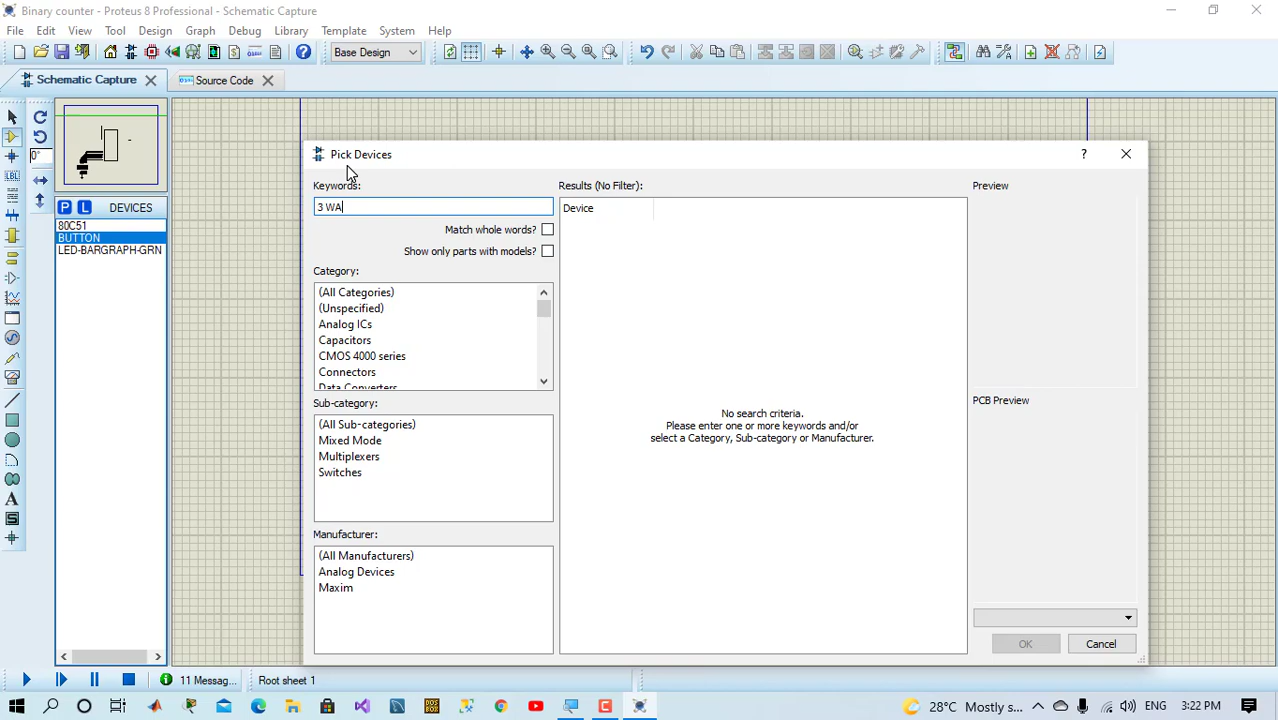 Binary counter - Proteus 8 Professional - Schematic Capture
File Edit View Tool Design Graph Debug Library Template System Help
Base Design
Schematic Capture
Source Code
0°
LBL
P L DEVICES
80C51
BUTTON
LED-BARGRAPH-GRN
Pick Devices
?
Keywords:
3 WA
Match whole words?
Show only parts with models?
Category:
(All Categories)
(Unspecified)
Analog ICs
Capacitors
CMOS 4000 series
Connectors
Data Converters
Sub-category:
(All Sub-categories)
Mixed Mode
Multiplexers
Switches
Manufacturer:
(All Manufacturers)
Analog Devices
Maxim
Results (No Filter):
Device
No search criteria.
Please enter one or more keywords and/or
select a Category, Sub-category or Manufacturer.
Preview
PCB Preview
OK
Cancel
11 Messag...
Root sheet 1
28°C Mostly s...
ENG
3:22 PM